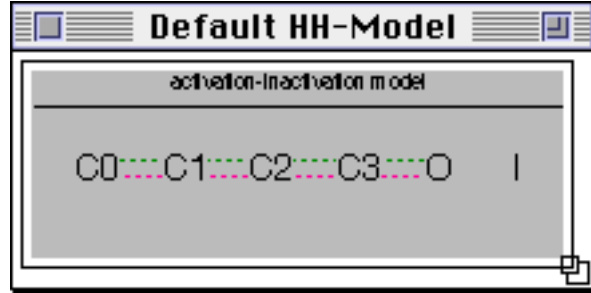 Default HH-Model
activation-inactivation model
C0 C1 C2 C3 O I